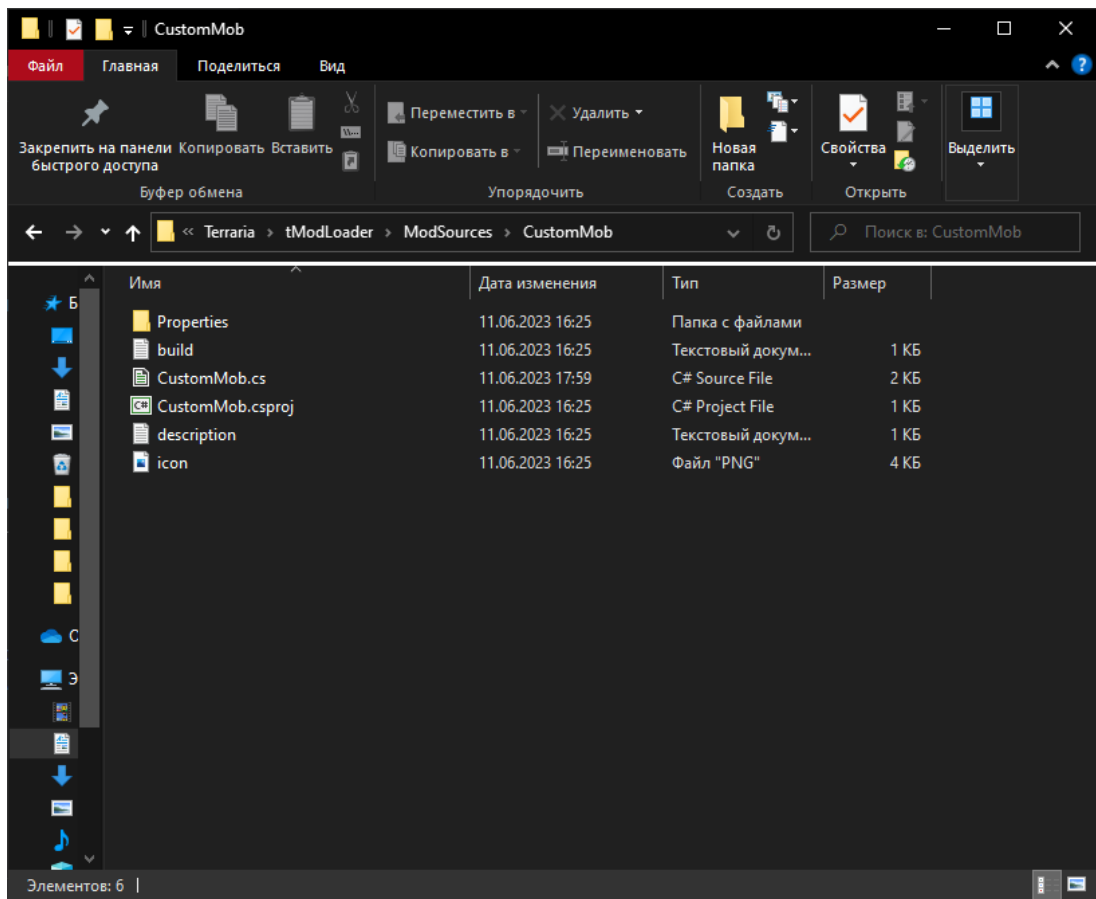 CustomMob
Файл Главная Поделиться Вид
Закрепить на панели быстрого доступа
Копировать
Вставить
Переместить в
Копировать в
Удалить
Переименовать
Новая папка
Свойства
Выделить
Буфер обмена Упорядочить Создать Открыть
« Terraria › tModLoader › ModSources › CustomMob
Поиск в: CustomMob
Имя Дата изменения Тип Размер
Properties 11.06.2023 16:25 Папка с файлами
build 11.06.2023 16:25 Текстовый докум... 1 КБ
CustomMob.cs 11.06.2023 17:59 C# Source File 2 КБ
CustomMob.csproj 11.06.2023 16:25 C# Project File 1 КБ
description 11.06.2023 16:25 Текстовый докум... 1 КБ
icon 11.06.2023 16:25 Файл "PNG" 4 КБ
Б
С
Э
Элементов: 6